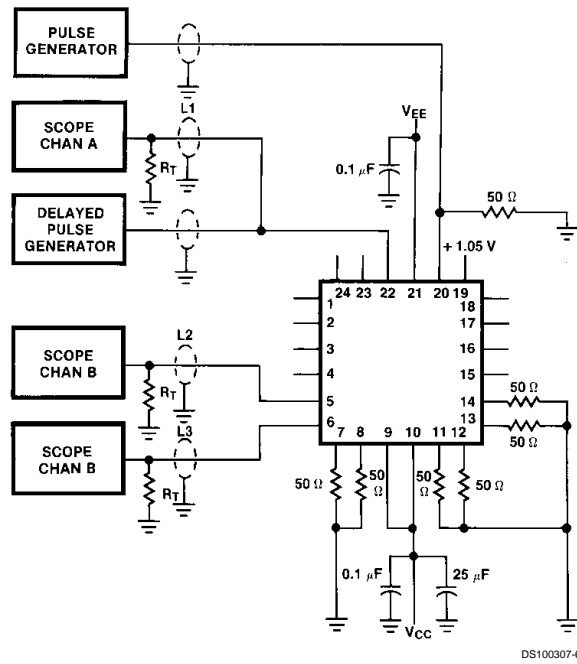 PULSE
GENERATOR
L1
SCOPE
CHAN A
R_T
DELAYED
PULSE
GENERATOR
V_EE
0.1 μF
50 Ω
+ 1.05 V
24 23 22 21 20 19
1
2
3
4
5
6
18
17
16
15
14
13
7 8 9 10 11 12
SCOPE
CHAN B
L2
R_T
SCOPE
CHAN B
L3
R_T
50 Ω
50 Ω
50 Ω
50
Ω
50
Ω
50 Ω
0.1 μF
25 μF
V_CC
DS100307-6